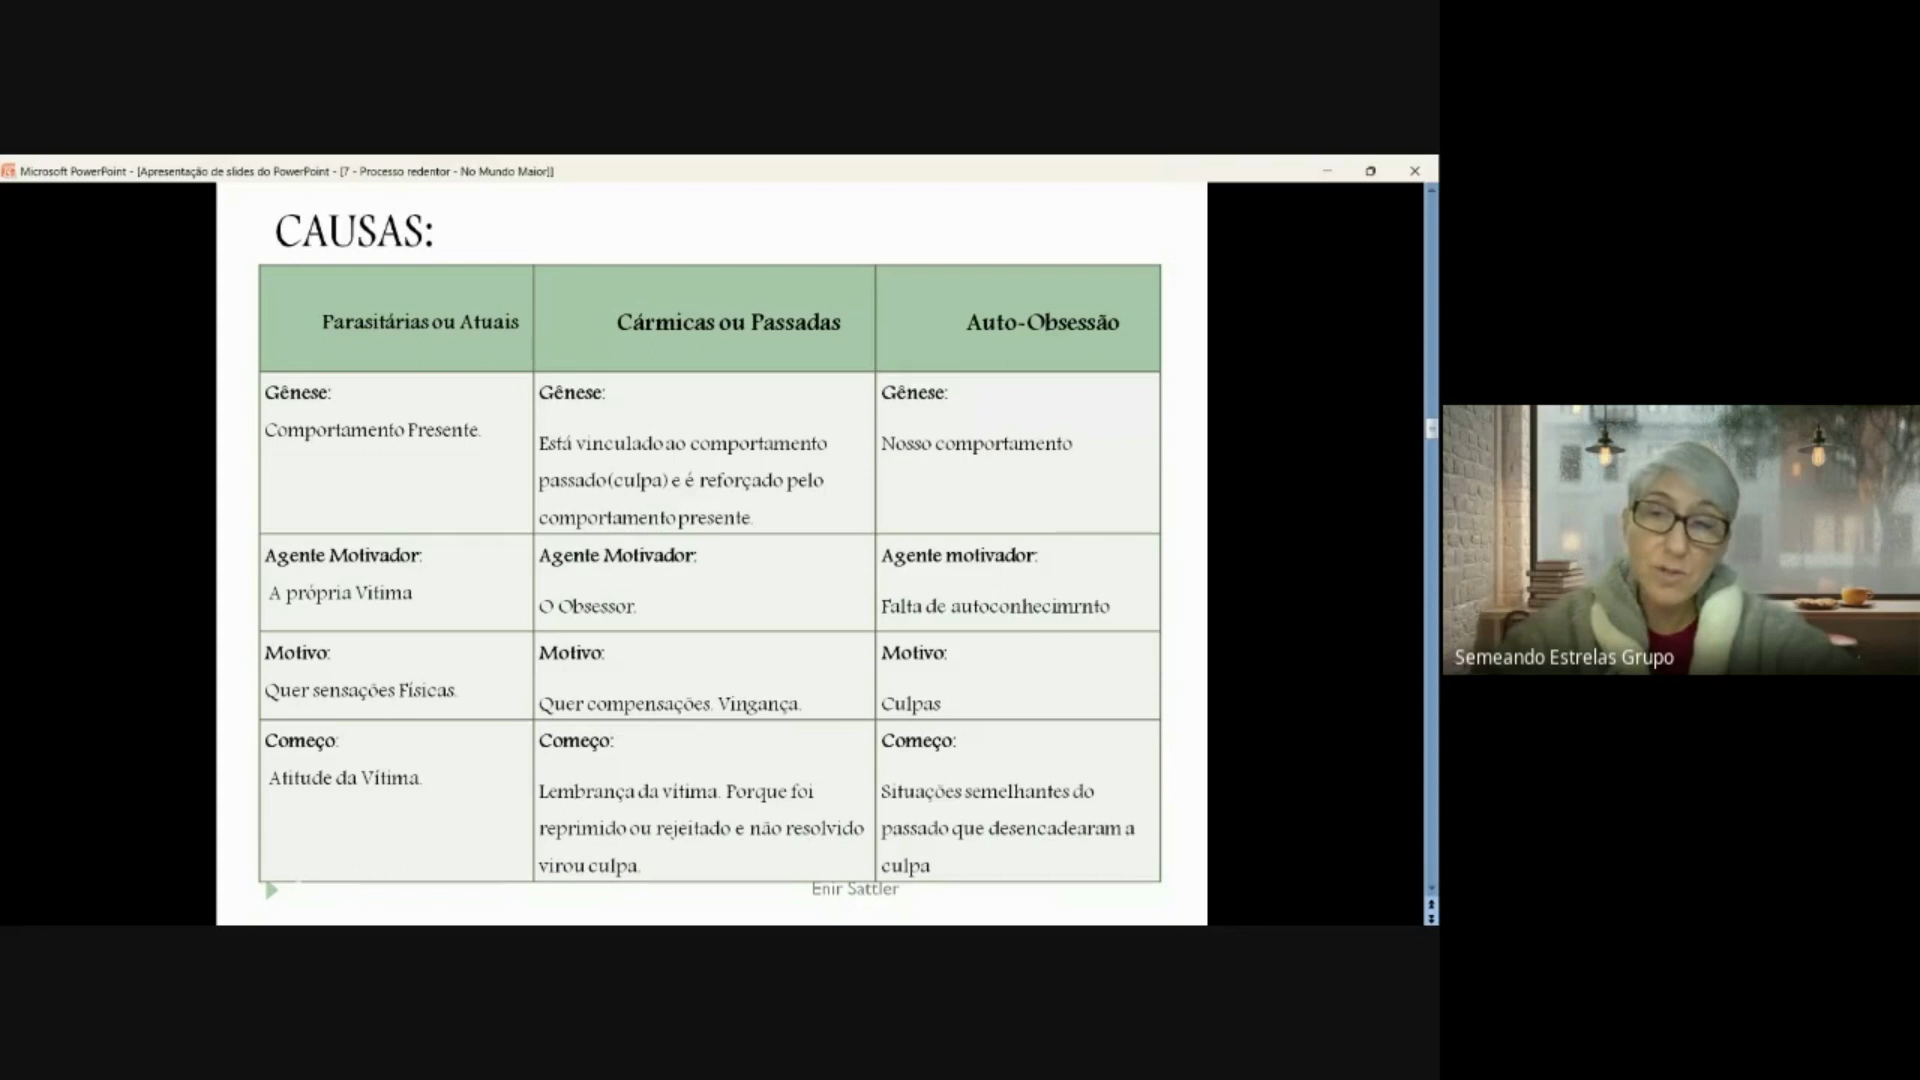 Microsoft PowerPoint - [Apresentação de slides do PowerPoint - [7 - Processo redentor - No Mundo Maior]]
CAUSAS:
Parasitárias ou Atuais
Cármicas ou Passadas
Auto-Obsessão
Gênese:
Comportamento Presente.
Gênese:
Está vinculado ao comportamento
passado(culpa) e é reforçado pelo
comportamento presente.
Gênese:
Nosso comportamento
Agente Motivador:
A própria Vitima
Agente Motivador:
O Obsessor.
Agente motivador:
Falta de autoconhecimrnto
Motivo:
Quer sensações Físicas.
Motivo:
Quer compensações. Vingança.
Motivo:
Culpas
Começo:
Atitude da Vítima.
Começo:
Lembrança da vítima. Porque foi
reprimido ou rejeitado e não resolvido
virou culpa.
Começo:
Situações semelhantes do
passado que desencadearam a
culpa
Enir Sattler
Semeando Estrelas Grupo